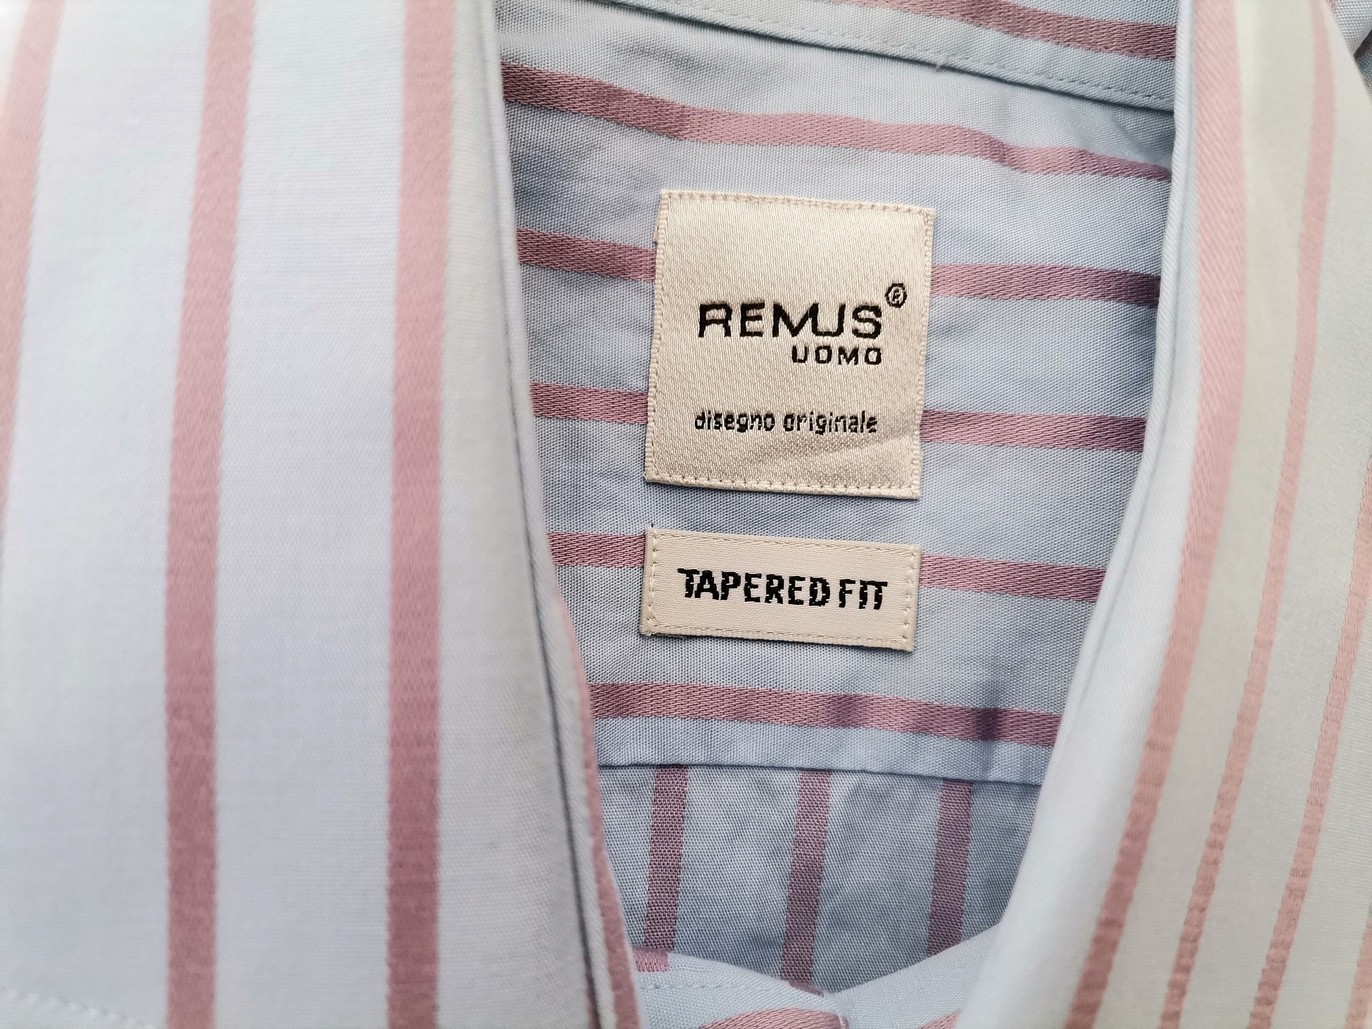 REMUS®
UOMO
disegno originale
TAPERED FIT